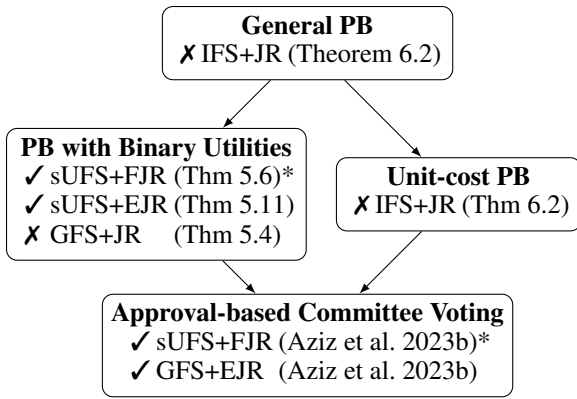 General PB
✗ IFS+JR (Theorem 6.2)
PB with Binary Utilities
✓ sUFS+FJR (Thm 5.6)*
✓ sUFS+EJR (Thm 5.11)
✗ GFS+JR (Thm 5.4)
Unit-cost PB
✗ IFS+JR (Thm 6.2)
Approval-based Committee Voting
✓ sUFS+FJR (Aziz et al. 2023b)*
✓ GFS+EJR (Aziz et al. 2023b)